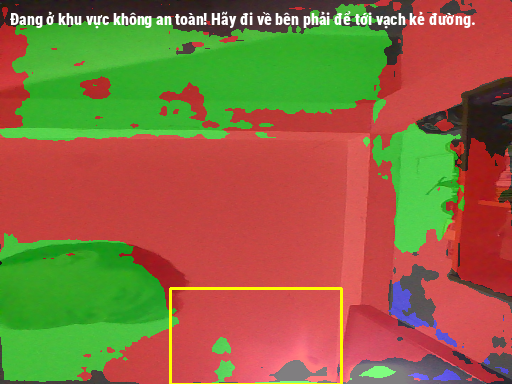 Đang ở khu vực không an toàn! Hãy đi về bên phải để tới vạch kẻ đường.